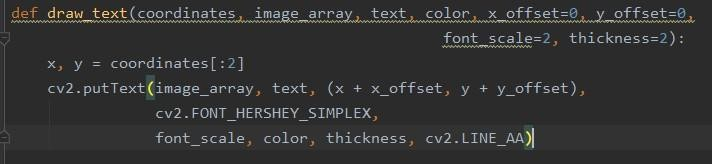 def draw_text(coordinates, image_array, text, color, x_offset=0, y_offset=0,
font_scale=2, thickness=2):
x, y = coordinates[:2]
cv2.putText(image_array, text, (x + x_offset, y + y_offset),
cv2.FONT_HERSHEY_SIMPLEX,
font_scale, color, thickness, cv2.LINE_AA)